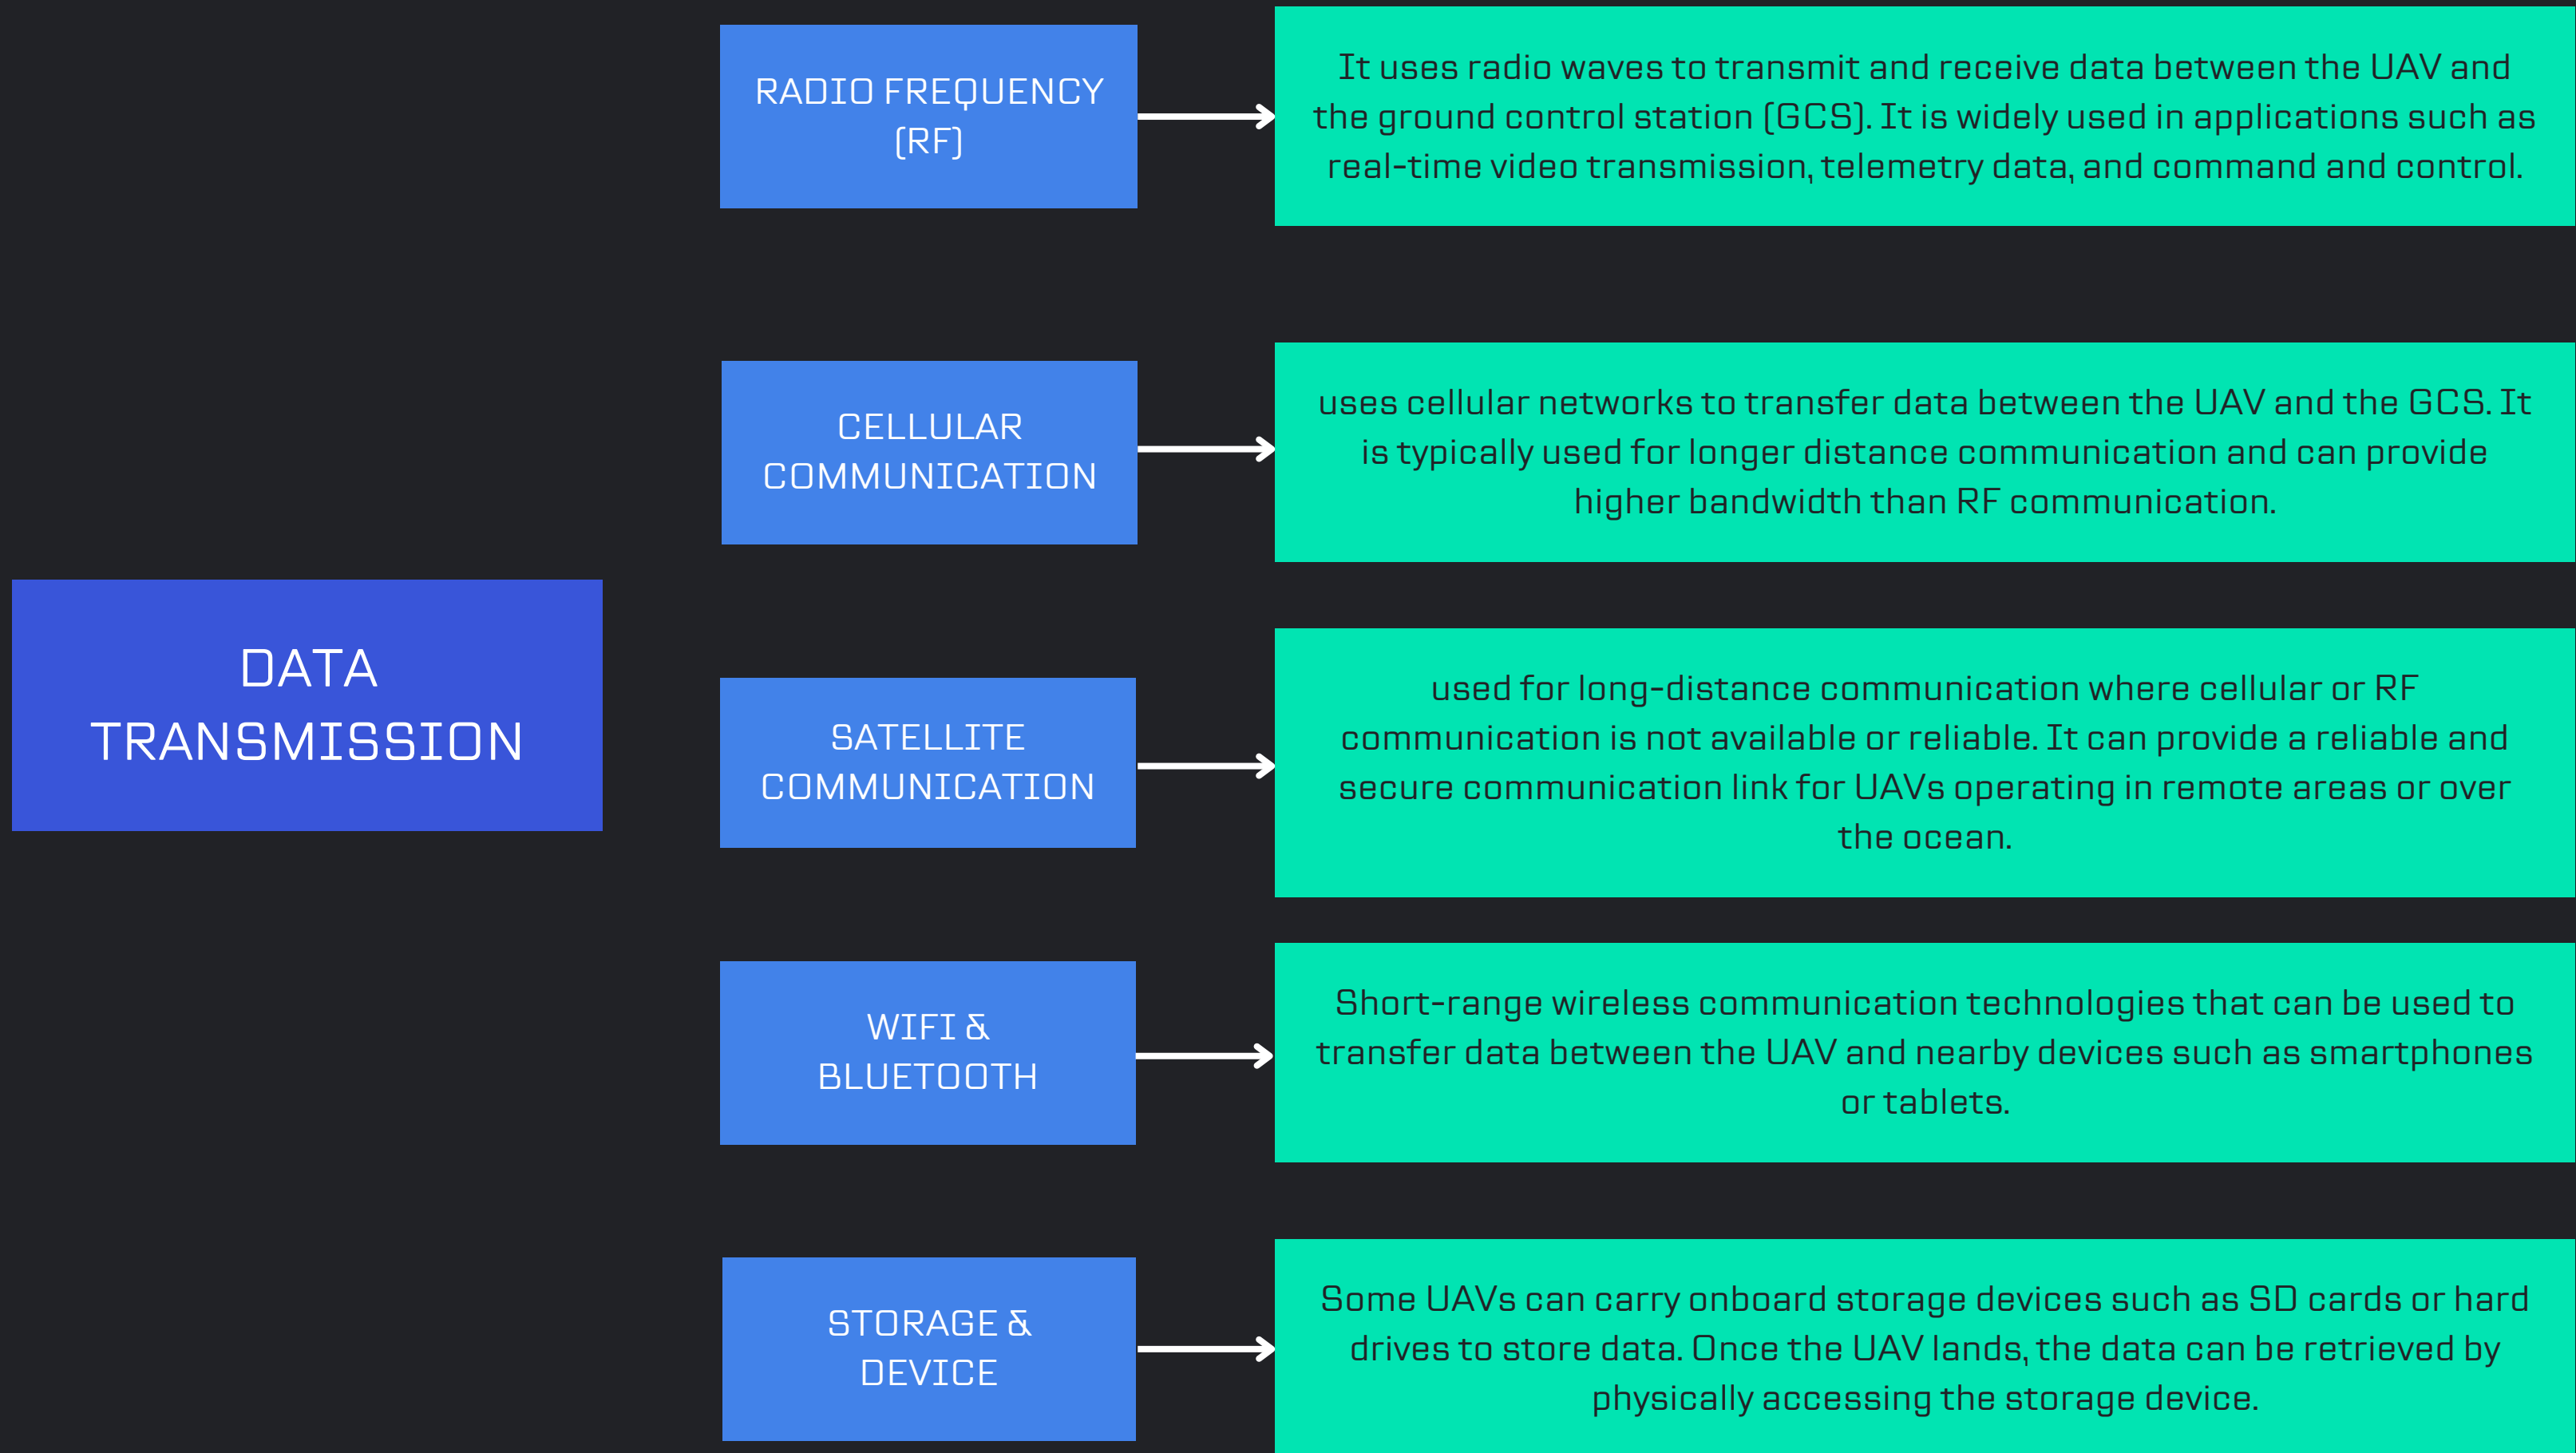 DATA
TRANSMISSION
RADIO FREQUENCY
(RF)
It uses radio waves to transmit and receive data between the UAV and
the ground control station (GCS). It is widely used in applications such as
real-time video transmission, telemetry data, and command and control.
CELLULAR
COMMUNICATION
uses cellular networks to transfer data between the UAV and the GCS. It
is typically used for longer distance communication and can provide
higher bandwidth than RF communication.
SATELLITE
COMMUNICATION
used for long-distance communication where cellular or RF
communication is not available or reliable. It can provide a reliable and
secure communication link for UAVs operating in remote areas or over
the ocean.
WIFI &
BLUETOOTH
Short-range wireless communication technologies that can be used to
transfer data between the UAV and nearby devices such as smartphones
or tablets.
STORAGE &
DEVICE
Some UAVs can carry onboard storage devices such as SD cards or hard
drives to store data. Once the UAV lands, the data can be retrieved by
physically accessing the storage device.